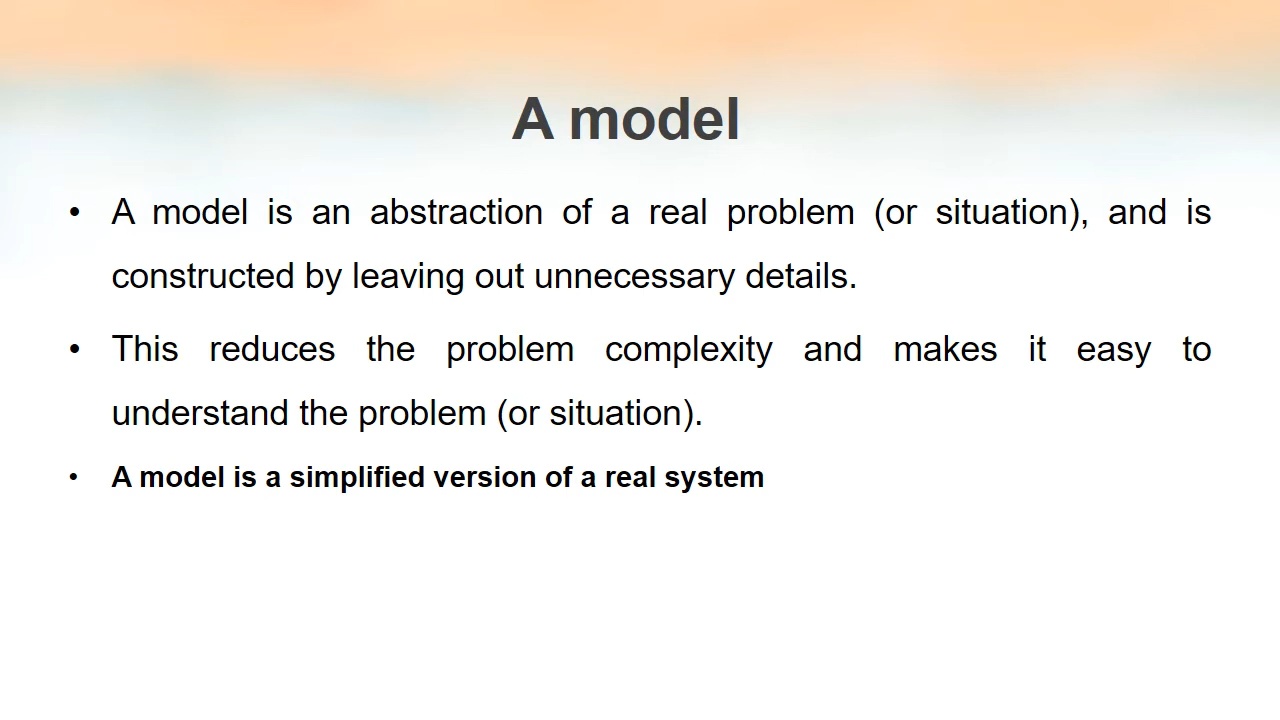 A model
• A model is an abstraction of a real problem (or situation), and is
constructed by leaving out unnecessary details.
• This reduces the problem complexity and makes it easy to
understand the problem (or situation).
• A model is a simplified version of a real system